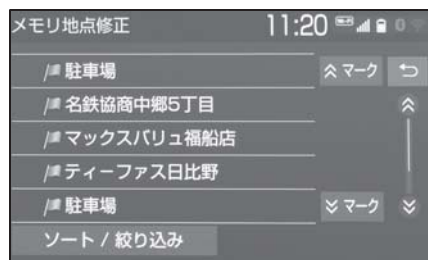 メモリ地点修正 11:20
駐車場 マーク
名鉄協商中郷5丁目
マックスバリュ福船店
ティーファス日比野
駐車場 マーク
ソート / 絞り込み